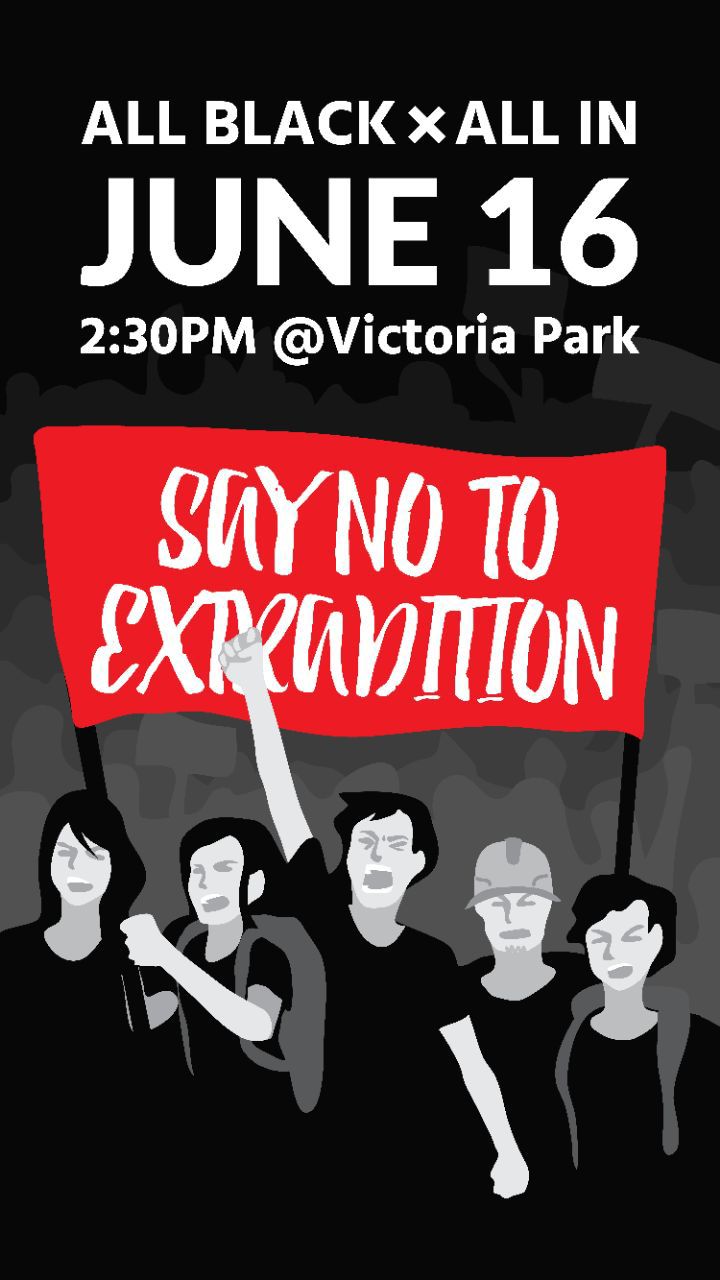 ALL BLACK×ALL IN
JUNE 16
2:30PM @Victoria Park
SAY NO TO
EXTRADITION